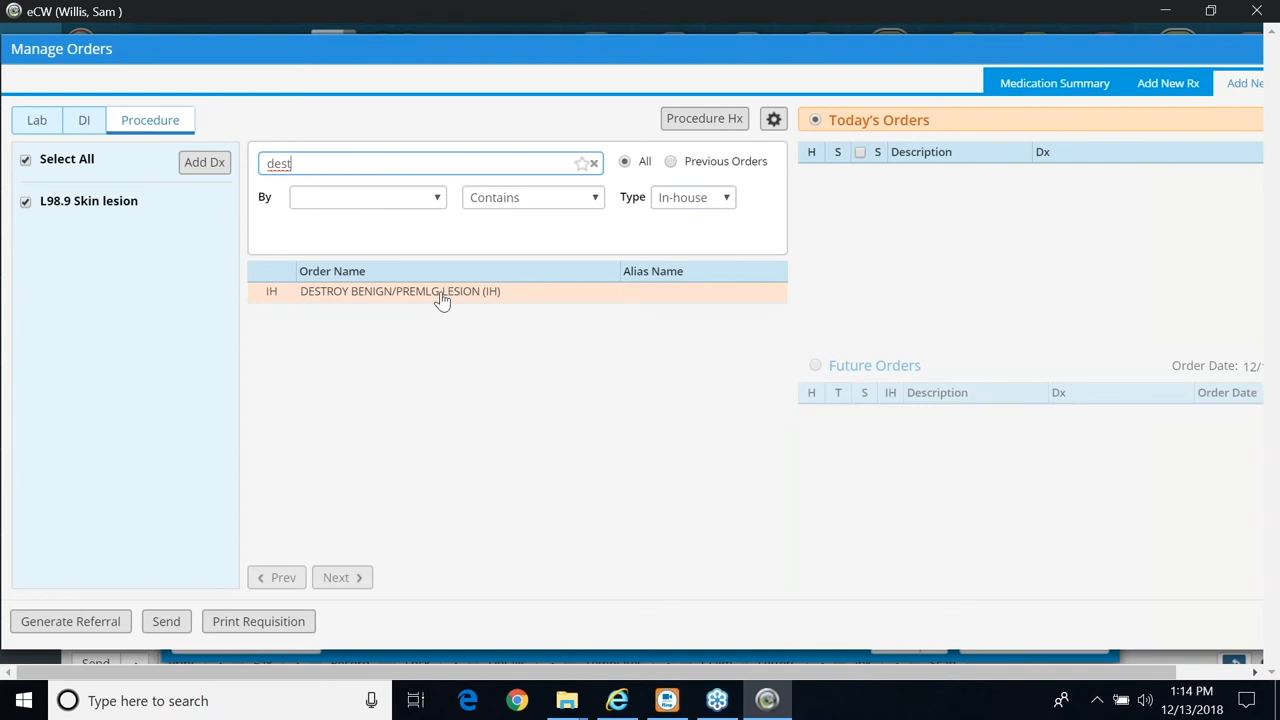 eCW (Willis, Sam )
Manage Orders
Medication Summary
Add New Rx
Add Ne
Lab
DI
Procedure
Procedure Hx
Today's Orders
Select All
Add Dx
dest
All
Previous Orders
H S S Description Dx
L98.9 Skin lesion
By
Contains
Type
In-house
Order Name Alias Name
IH DESTROY BENIGN/PREMLG LESION (IH)
Future Orders
Order Date: 12/
H T S IH Description Dx Order Date
Prev
Next
Generate Referral
Send
Print Requisition
Send
Type here to search
1:14 PM
12/13/2018